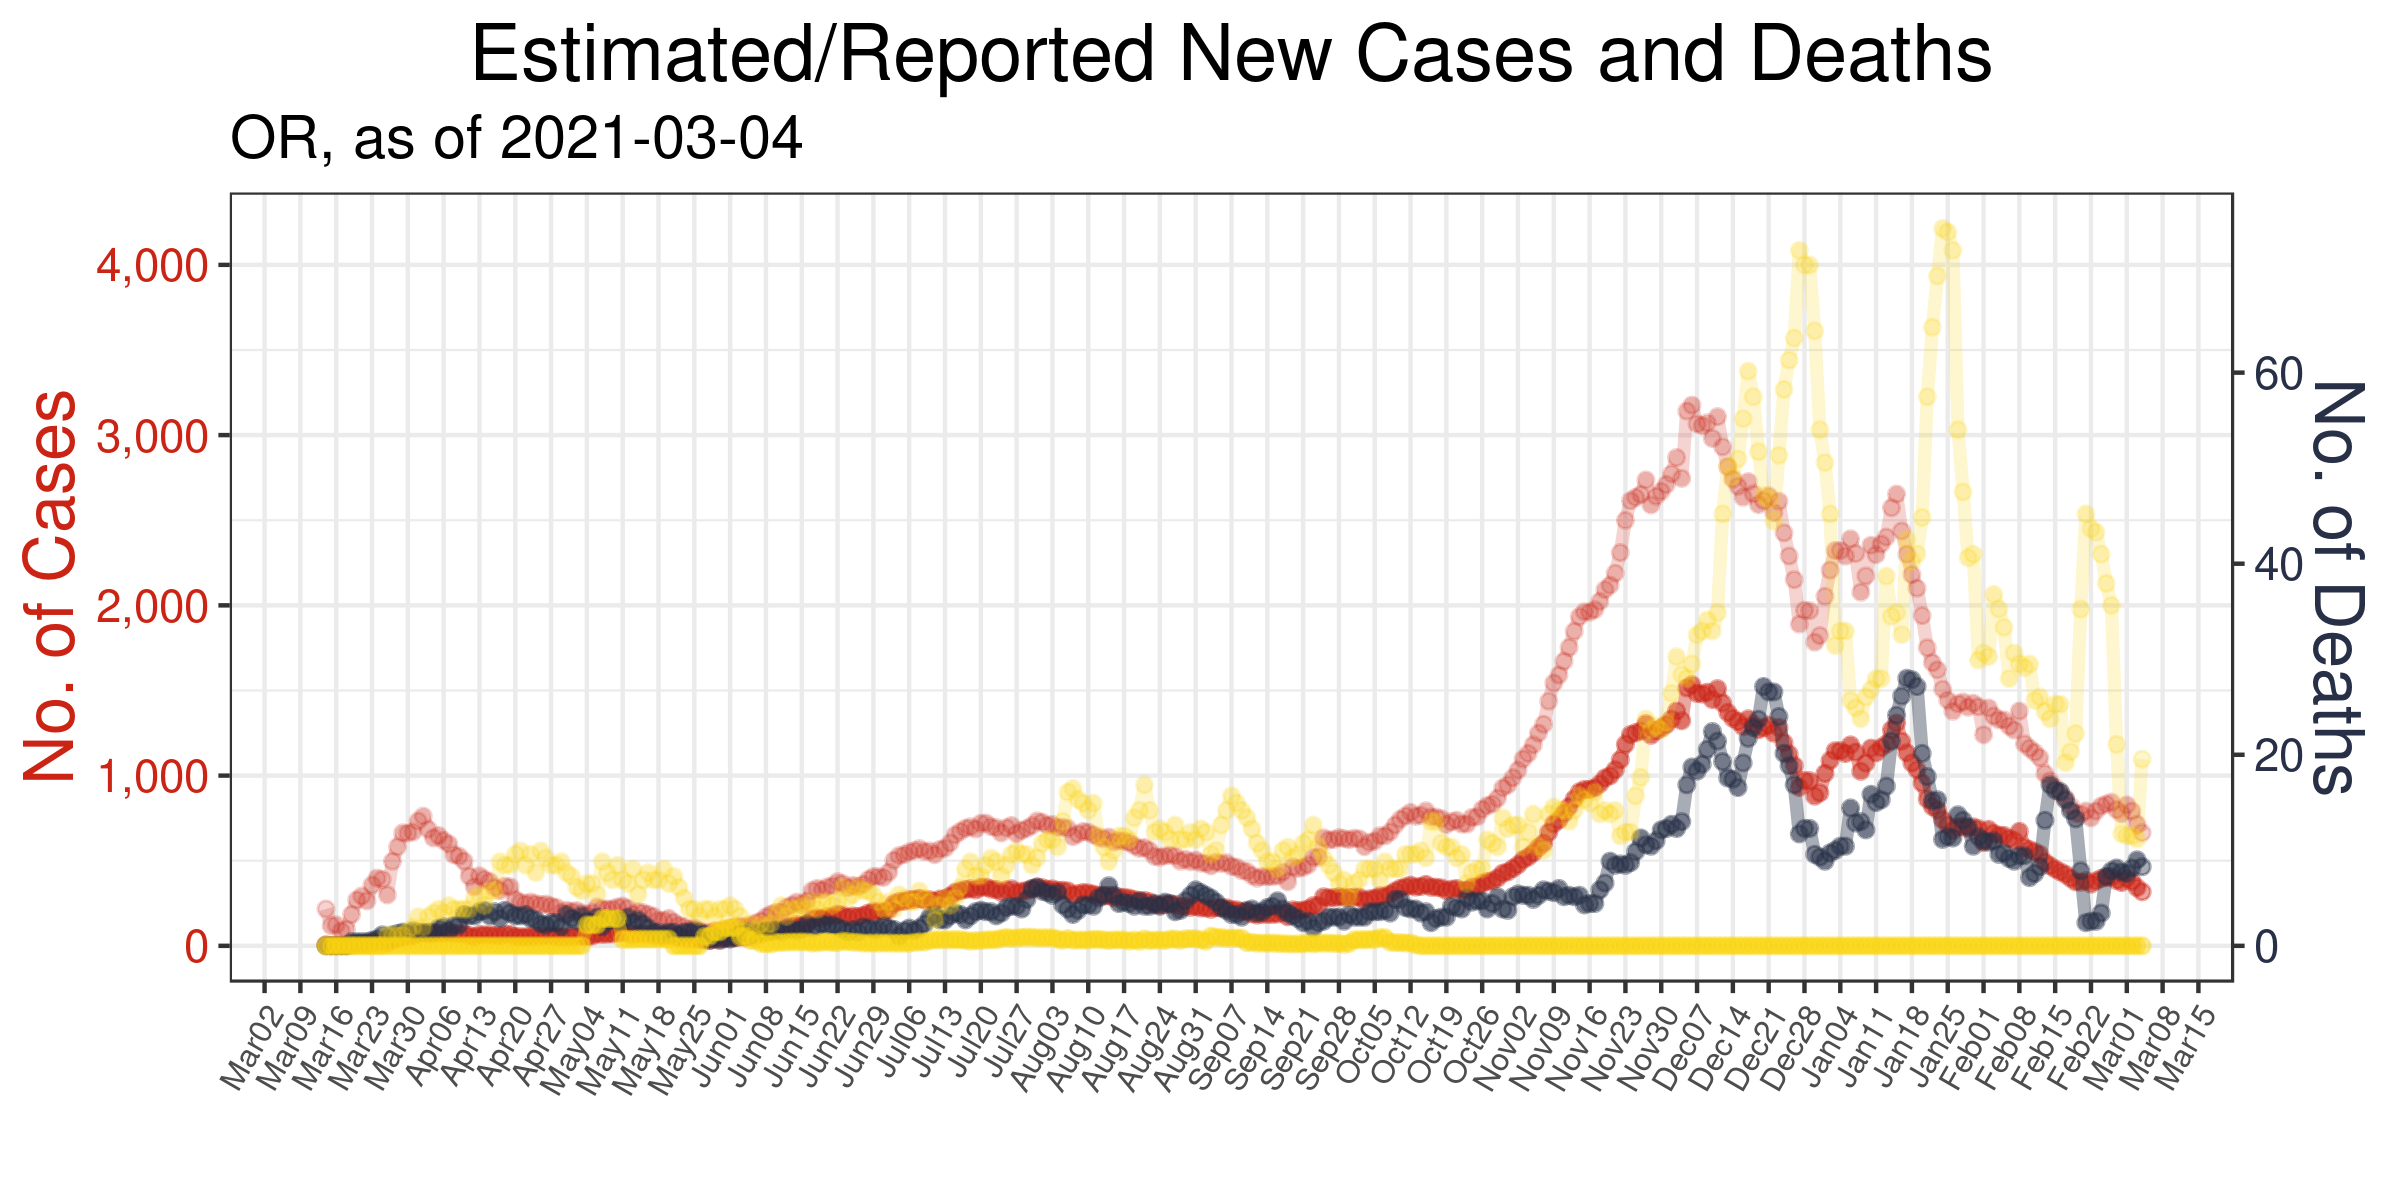 Estimated/Reported New Cases and Deaths
OR, as of 2021-03-04
No. of Cases
4,000
3,000
2,000
1,000
0
60
40
20
0
No. of Deaths
Mar02
Mar09
Mar16
Mar23
Mar30
Apr06
Apr13
Apr20
Apr27
May04
May11
May18
May25
Jun01
Jun08
Jun15
Jun22
Jun29
Jul06
Jul13
Jul20
Jul27
Aug03
Aug10
Aug17
Aug24
Aug31
Sep07
Sep14
Sep21
Sep28
Oct05
Oct12
Oct19
Oct26
Nov02
Nov09
Nov16
Nov23
Nov30
Dec07
Dec14
Dec21
Dec28
Jan04
Jan11
Jan18
Jan25
Feb01
Feb08
Feb15
Feb22
Mar01
Mar08
Mar15